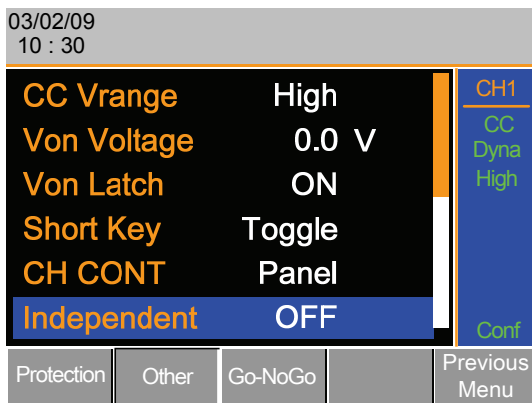 03/02/09
10 : 30
CC Vrange High
Von Voltage 0.0 V
Von Latch ON
Short Key Toggle
CH CONT Panel
Independent OFF
CH1
CC
Dyna
High
Conf
Protection Other Go-NoGo Previous
Menu